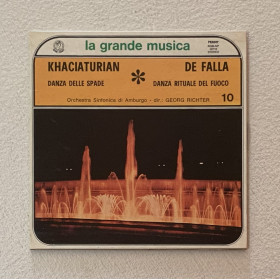 la grande musica
KHACIATURIAN
DE FALLA
DANZA DELLE SPADE
DANZA RITUALE DEL FUOCO
Orchestra Sinfonica di Amburgo - dir.: GEORG RICHTER
10